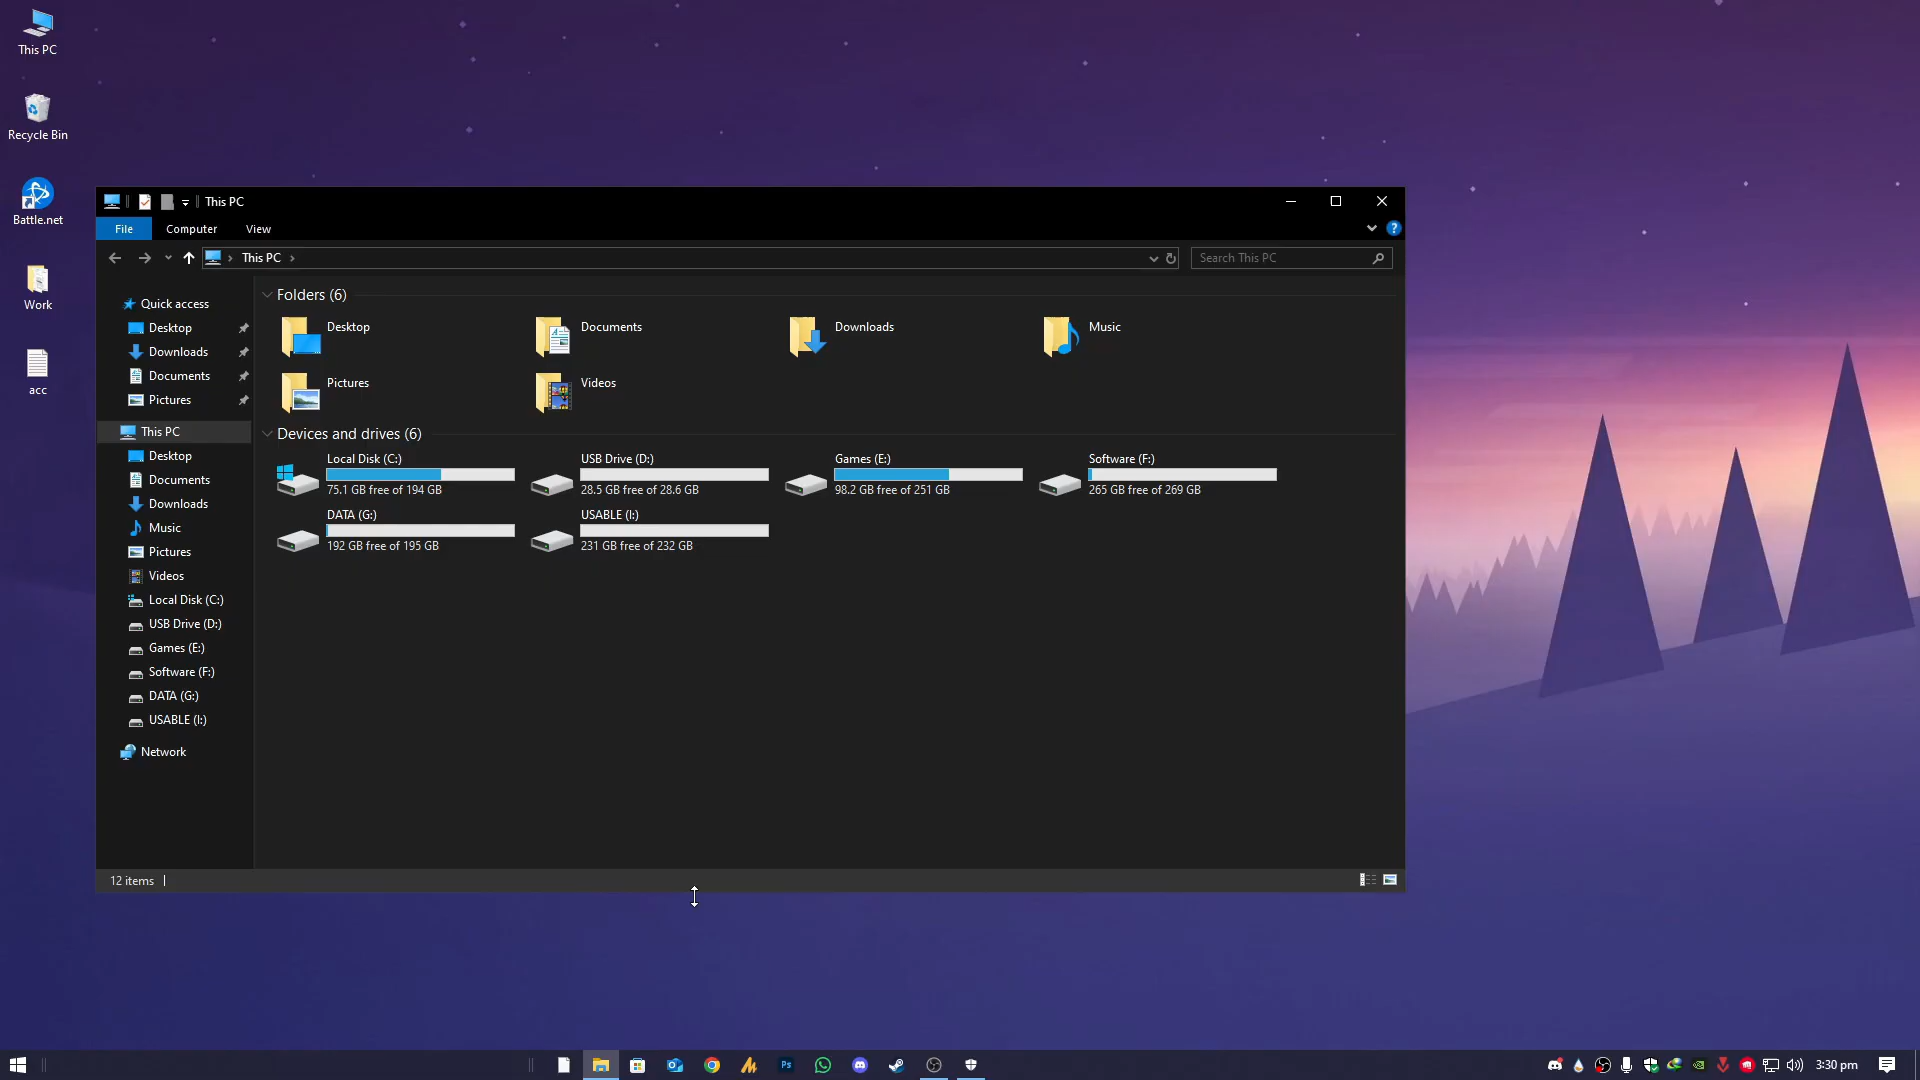 This PC
Recycle Bin
Battle.net
Work
acc
This PC
File Computer View
This PC
Search This PC
Quick access
Desktop
Downloads
Documents
Pictures
This PC
Desktop
Documents
Downloads
Music
Pictures
Videos
Local Disk (C:)
USB Drive (D:)
Games (E:)
Software (F:)
DATA (G:)
USABLE (I:)
Network
Folders (6)
Desktop Documents Downloads Music
Pictures Videos
Devices and drives (6)
Local Disk (C:) USB Drive (D:) Games (E:) Software (F:)
75.1 GB free of 194 GB 28.5 GB free of 28.6 GB 98.2 GB free of 251 GB 265 GB free of 269 GB
DATA (G:) USABLE (I:)
192 GB free of 195 GB 231 GB free of 232 GB
12 items
Ps
3:30 pm